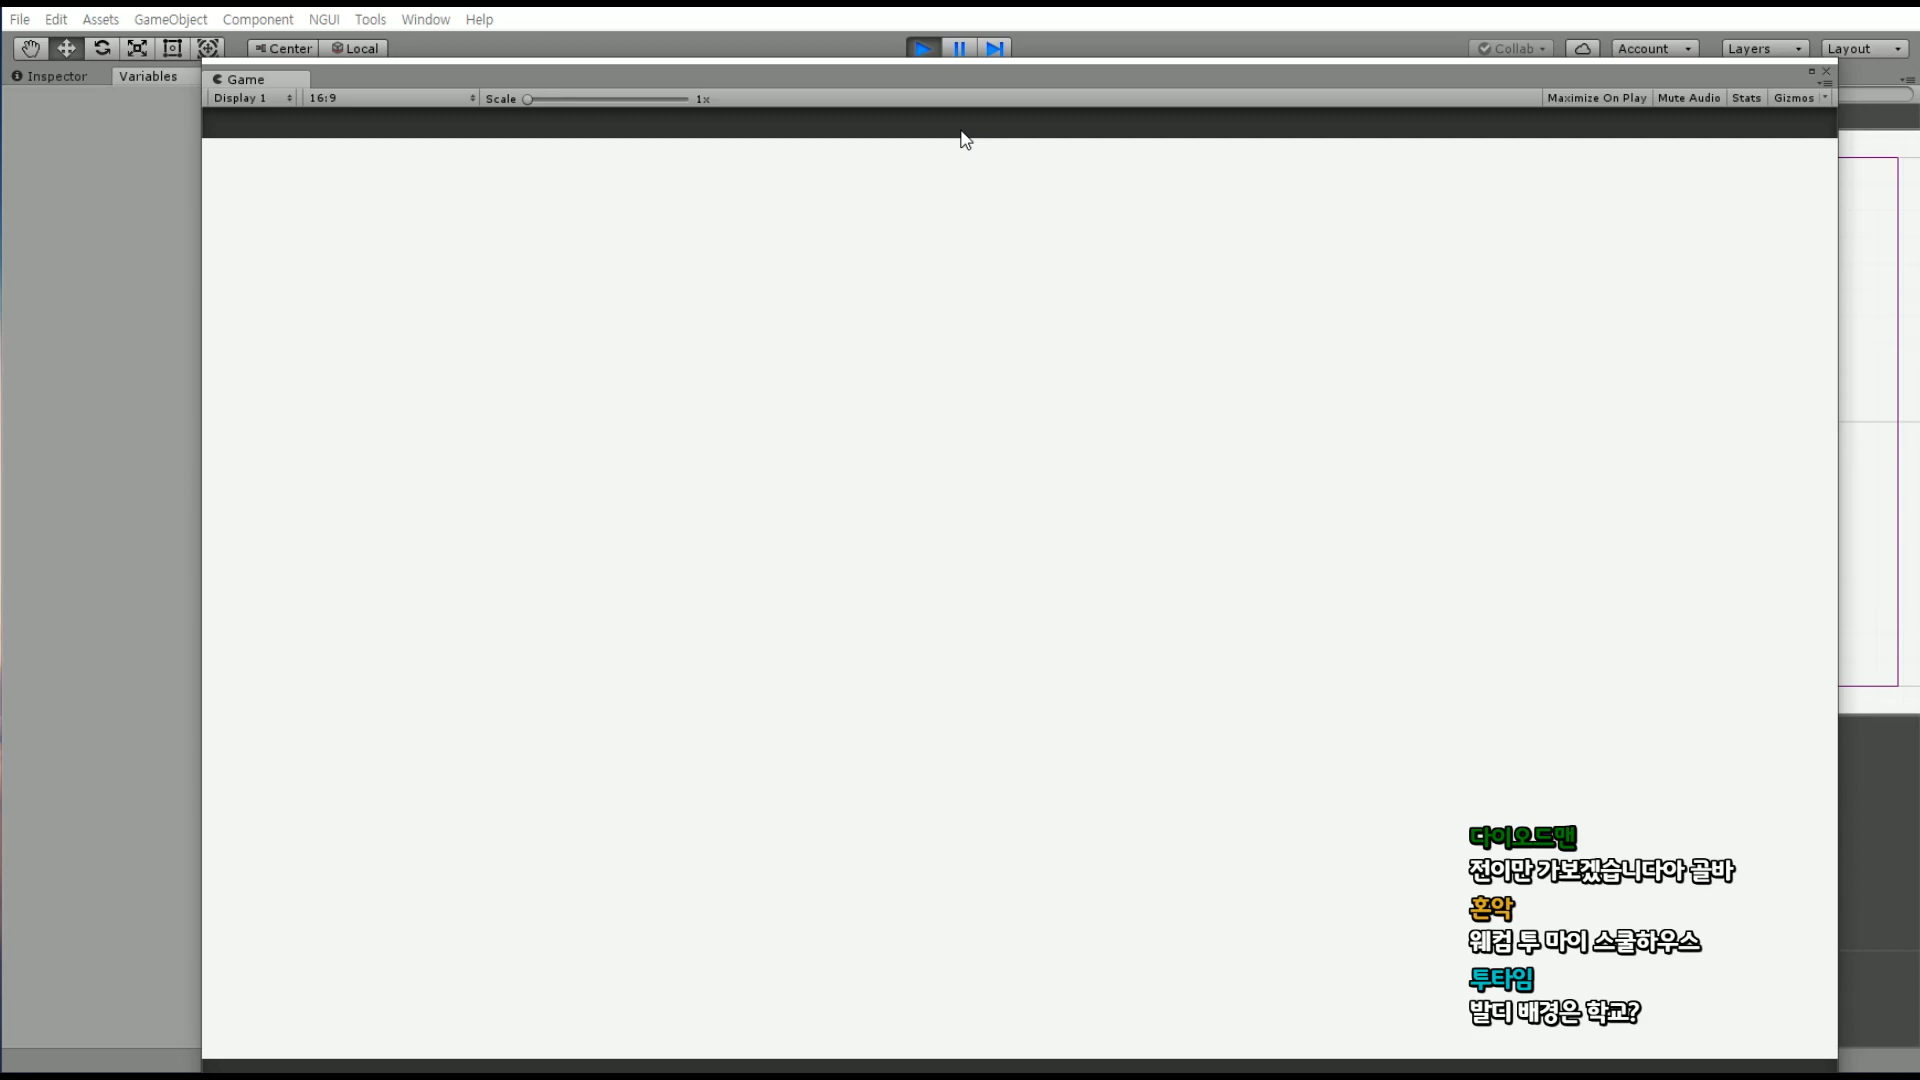 File Edit Assets GameObject Component NGUI Tools Window Help
Center Local Collab Account Layers Layout
Inspector Variables
Game
Display 1 16:9 Scale 1x Maximize On Play Mute Audio Stats Gizmos
다이오드맨
전이만 가보겠습니다아 골바
혼악
웨컴 투 마이 스쿨하우스
투타임
발디 배경은 학교?